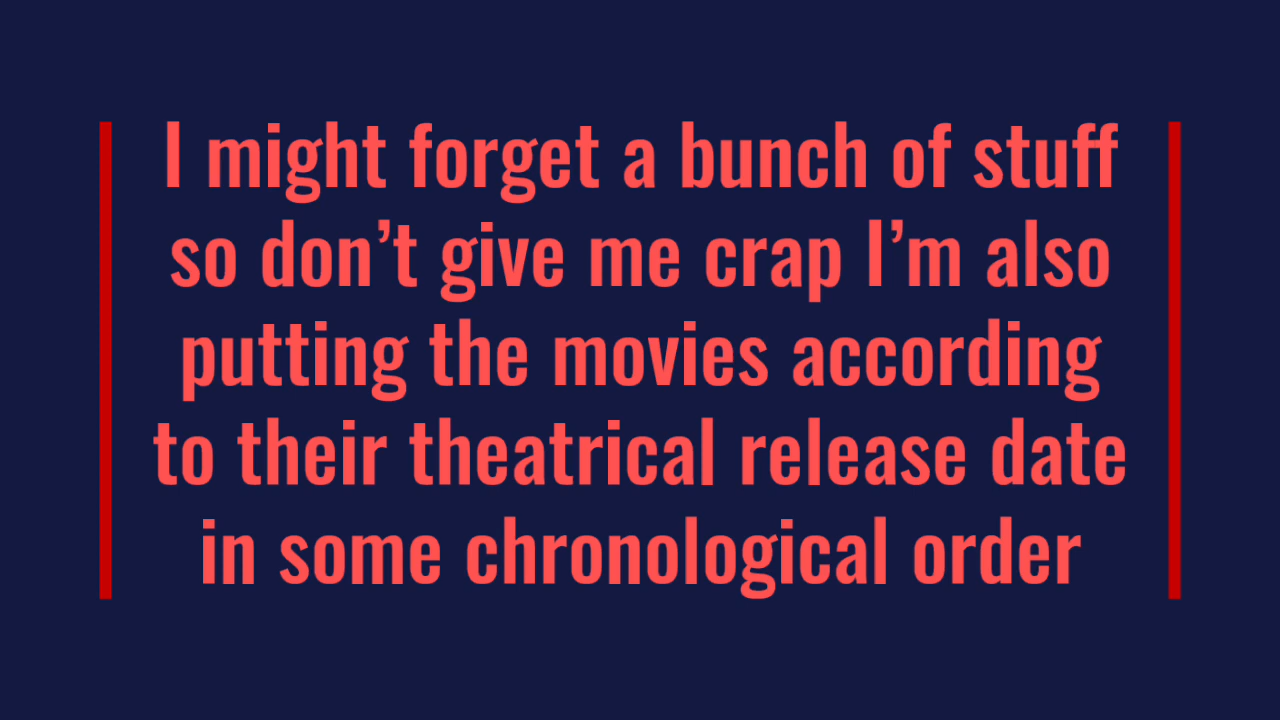 I might forget a bunch of stuff
so don’t give me crap I’m also
putting the movies according
to their theatrical release date
in some chronological order